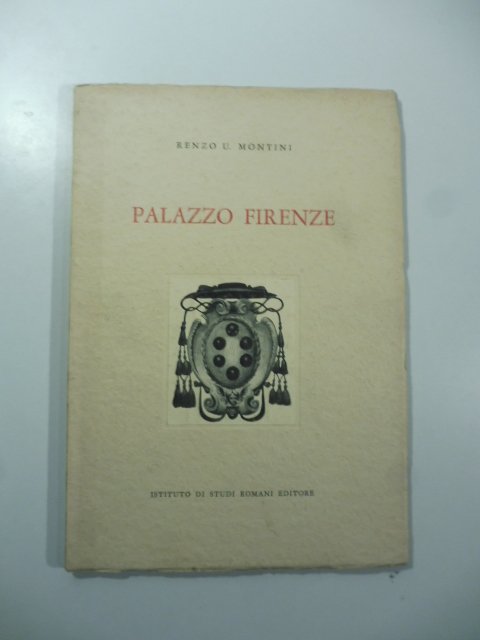 RENZO U. MONTINI
PALAZZO FIRENZE
ISTITUTO DI STUDI ROMANI EDITORE